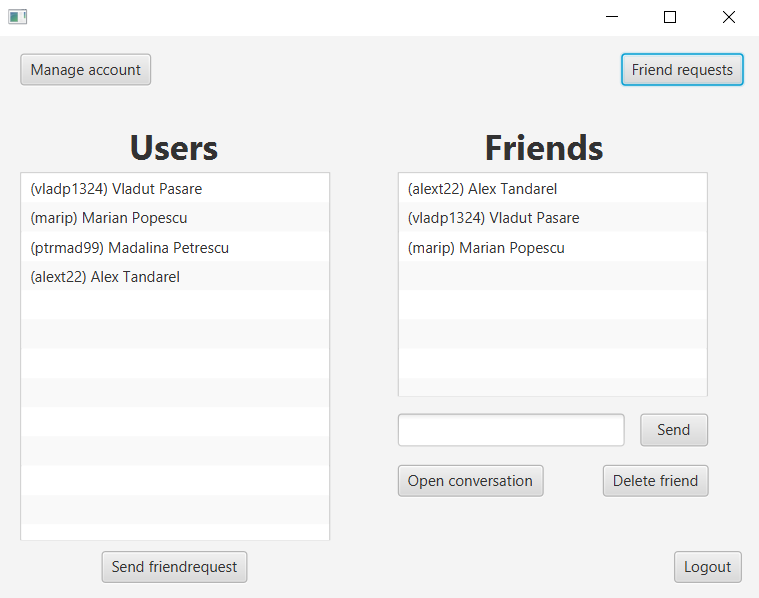 Manage account
Friend requests
Users
(vladp1324) Vladut Pasare
(marip) Marian Popescu
(ptrmad99) Madalina Petrescu
(alext22) Alex Tandarel
Send friendrequest
Friends
(alext22) Alex Tandarel
(vladp1324) Vladut Pasare
(marip) Marian Popescu
Send
Open conversation
Delete friend
Logout